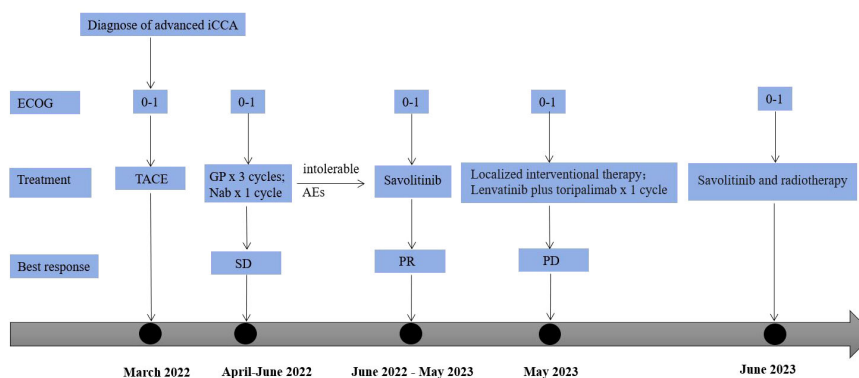 Diagnose of advanced iCCA
ECOG
0-1
0-1
0-1
0-1
0-1
Treatment
TACE
GP x 3 cycles;
Nab x 1 cycle
intolerable
AEs
Savolitinib
Localized interventional therapy；
Lenvatinib plus toripalimab x 1 cycle
Savolitinib and radiotherapy
Best response
SD
PR
PD
March 2022
April-June 2022
June 2022 - May 2023
May 2023
June 2023